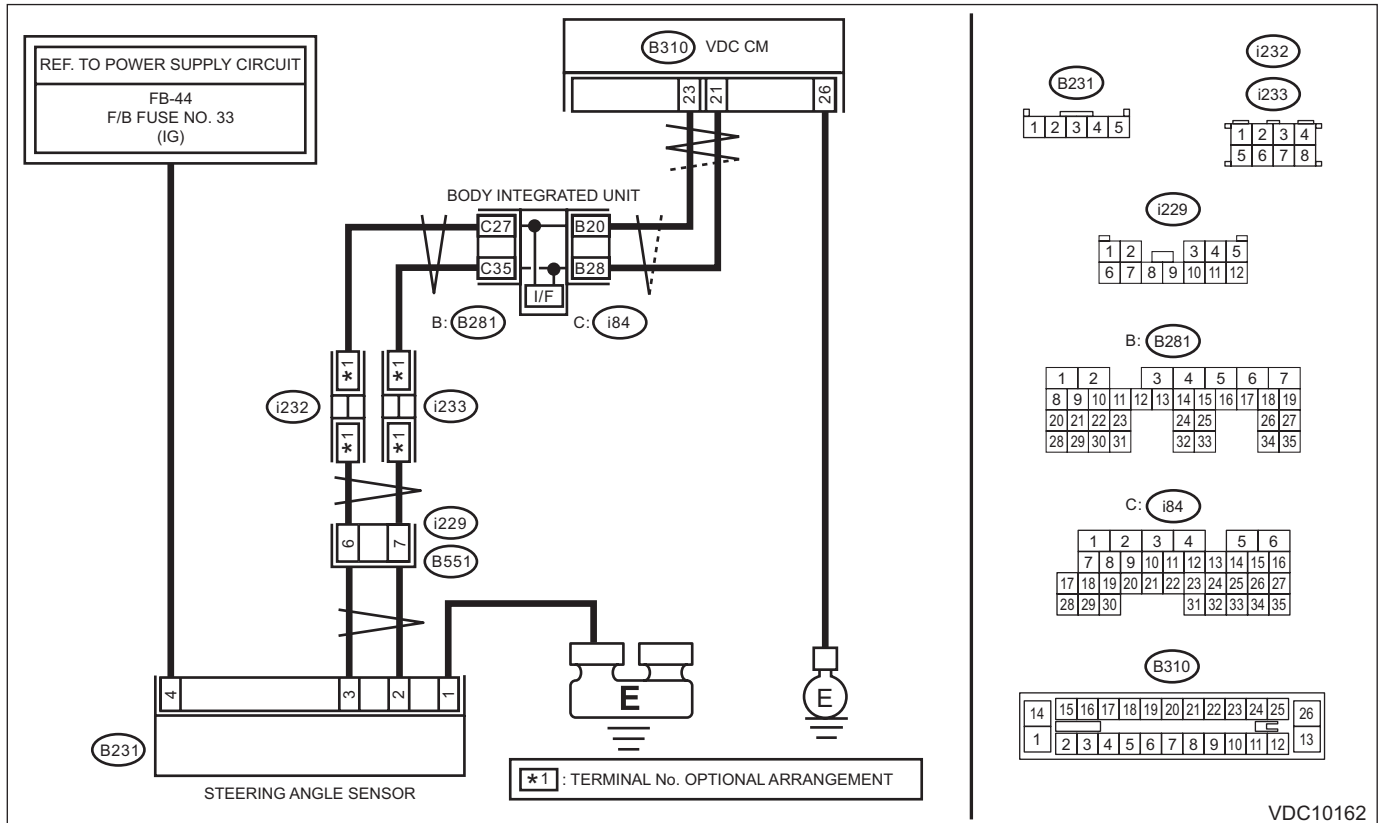 REF. TO POWER SUPPLY CIRCUIT
FB-44
F/B FUSE NO. 33
(IG)
B310 VDC CM
23 21 26
BODY INTEGRATED UNIT
C27 B20
C35 B28
I/F
B: B281 C: i84
*1 *1
i232 i233
*1 *1
6 7
i229
B551
4 3 2 1
B231
STEERING ANGLE SENSOR
E
E
*1 : TERMINAL No. OPTIONAL ARRANGEMENT
B231
1 2 3 4 5
i232
i233
1 2 3 4
5 6 7 8
i229
1 2 3 4 5
6 7 8 9 10 11 12
B: B281
1 2 3 4 5 6 7
8 9 10 11 12 13 14 15 16 17 18 19
20 21 22 23 24 25 26 27
28 29 30 31 32 33 34 35
C: i84
1 2 3 4 5 6
7 8 9 10 11 12 13 14 15 16
17 18 19 20 21 22 23 24 25 26 27
28 29 30 31 32 33 34 35
B310
14 15 16 17 18 19 20 21 22 23 24 25 26
1 2 3 4 5 6 7 8 9 10 11 12 13
VDC10162